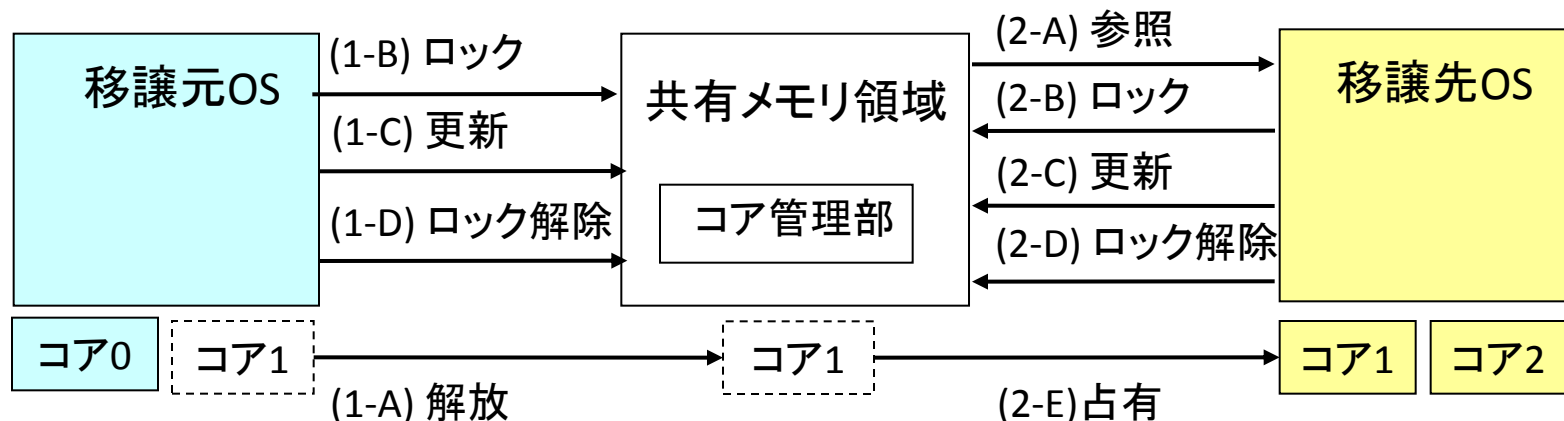 移譲元OS
(1-B) ロック
(1-C) 更新
(1-D) ロック解除
共有メモリ領域
コア管理部
(2-A) 参照
(2-B) ロック
(2-C) 更新
(2-D) ロック解除
移譲先OS
コア0
コア1
(1-A) 解放
コア1
(2-E)占有
コア1
コア2